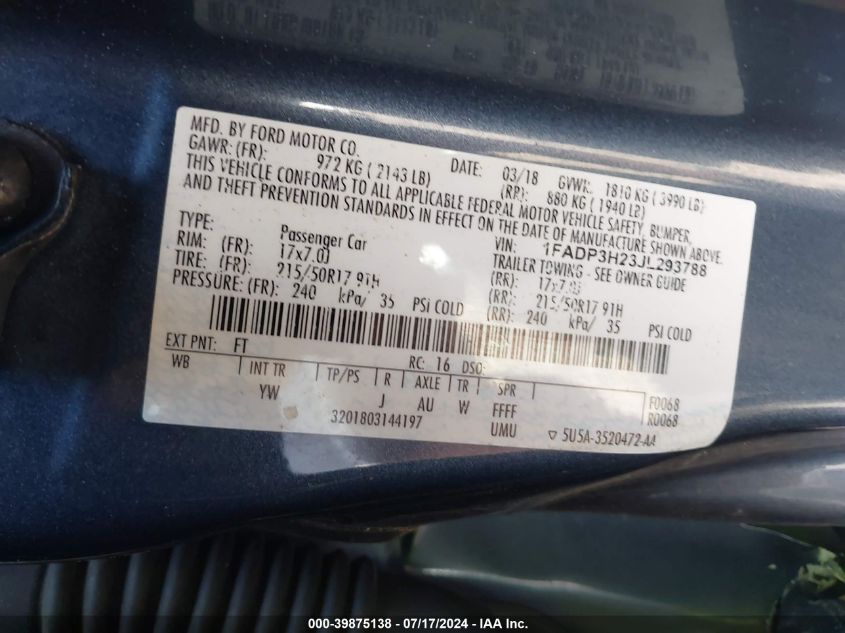 MFD. BY FORD MOTOR CO. DATE: 03/18 GVWR: 1810 KG ( 3990 LB)
GAWR: (FR): 972 KG ( 2143 LB) (RR): 880 KG ( 1940 LB)
THIS VEHICLE CONFORMS TO ALL APPLICABLE FEDERAL MOTOR VEHICLE SAFETY, BUMPER,
AND THEFT PREVENTION STANDARDS IN EFFECT ON THE DATE OF MANUFACTURE SHOWN ABOVE.
VIN: 1FADP3H23JL293788
TYPE: Passenger Car TRAILER TOWING - SEE OWNER GUIDE
RIM: (FR): 17x7.0J (RR): 17x7.0J
TIRE: (FR): 215/50R17 91H (RR): 215/50R17 91H
PRESSURE: (FR): 240 kPa/ 35 PSI COLD (RR): 240 kPa/ 35 PSI COLD
EXT PNT: FT RC: 16 DSO:
WB INT TR TP/PS R AXLE TR SPR
YW J AU W FFFF F0068
UMU R0068
3201803144197 5U5A-3520472-AA
000-39875138 - 07/17/2024 - IAA Inc.